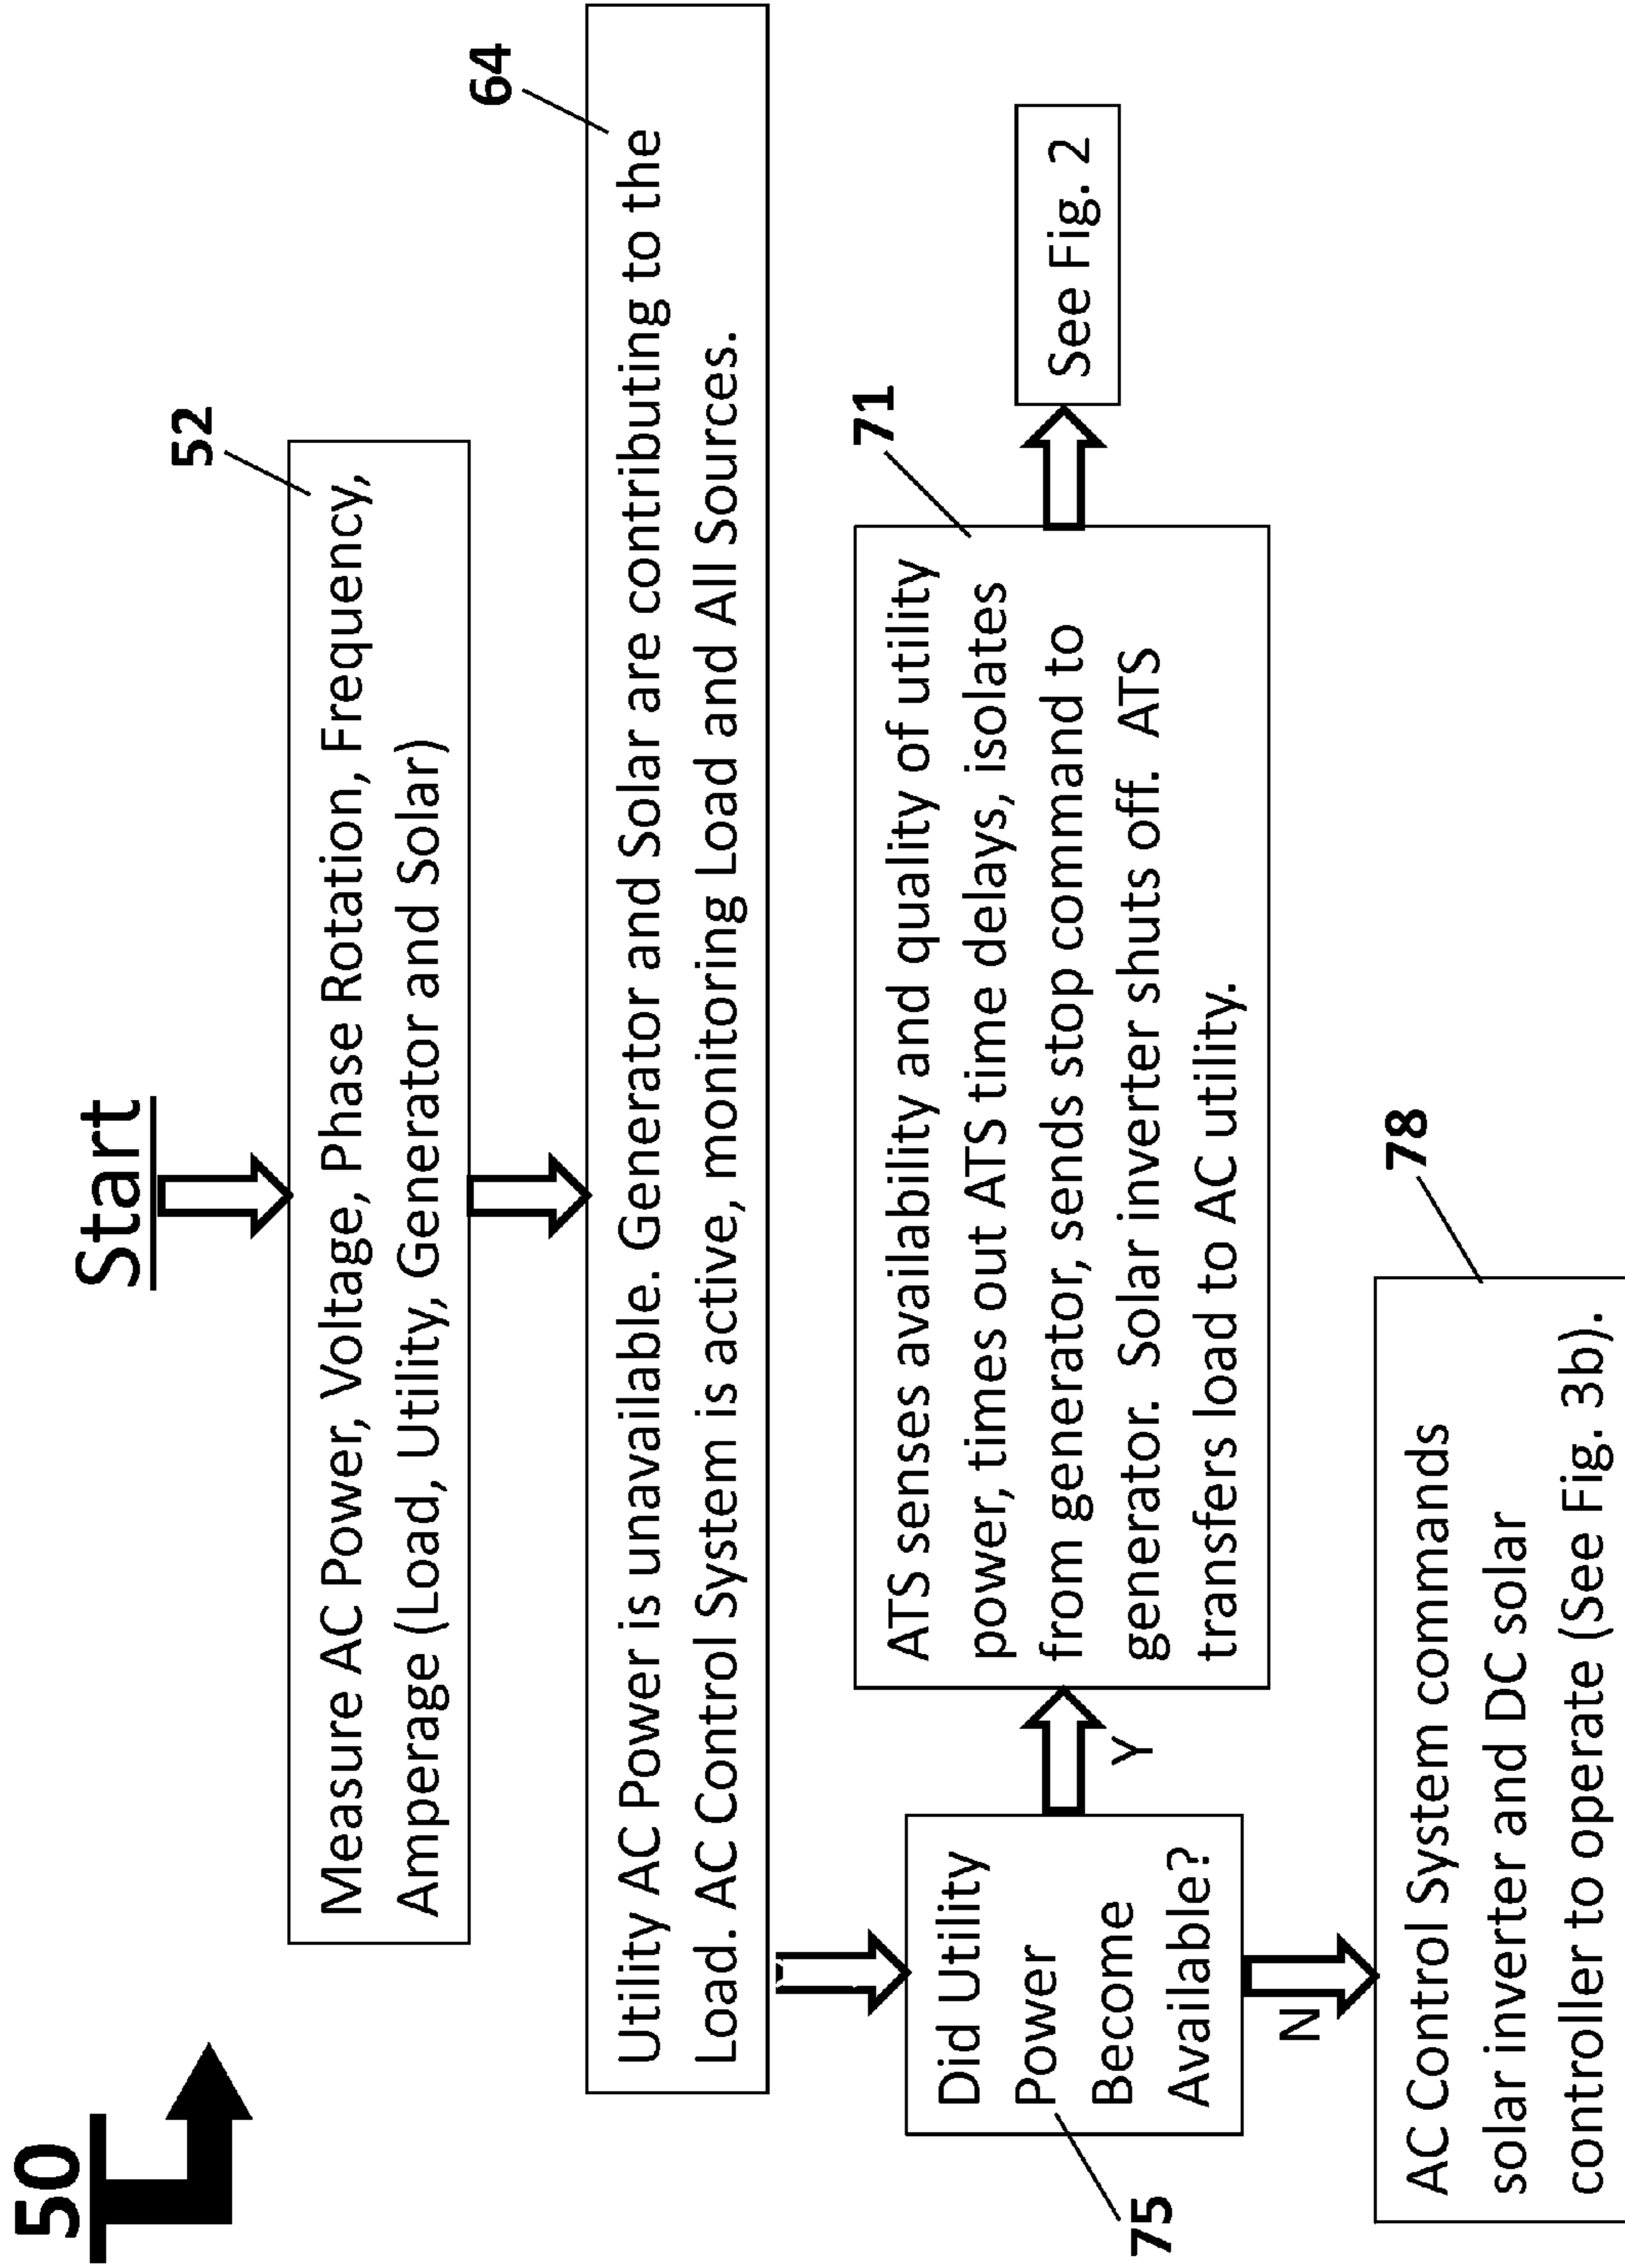 50
Start
52
Measure AC Power, Voltage, Phase Rotation, Frequency,
Amperage (Load, Utility, Generator and Solar)
64
Utility AC Power is unavailable. Generator and Solar are contributing to the
Load. AC Control System is active, monitoring Load and All Sources.
75
Did Utility
Power
Become
Available?
Y
71
ATS senses availability and quality of utility
power, times out ATS time delays, isolates
from generator, sends stop command to
generator. Solar inverter shuts off. ATS
transfers load to AC utility.
See Fig. 2
N
78
AC Control System commands
solar inverter and DC solar
controller to operate (See Fig. 3b).